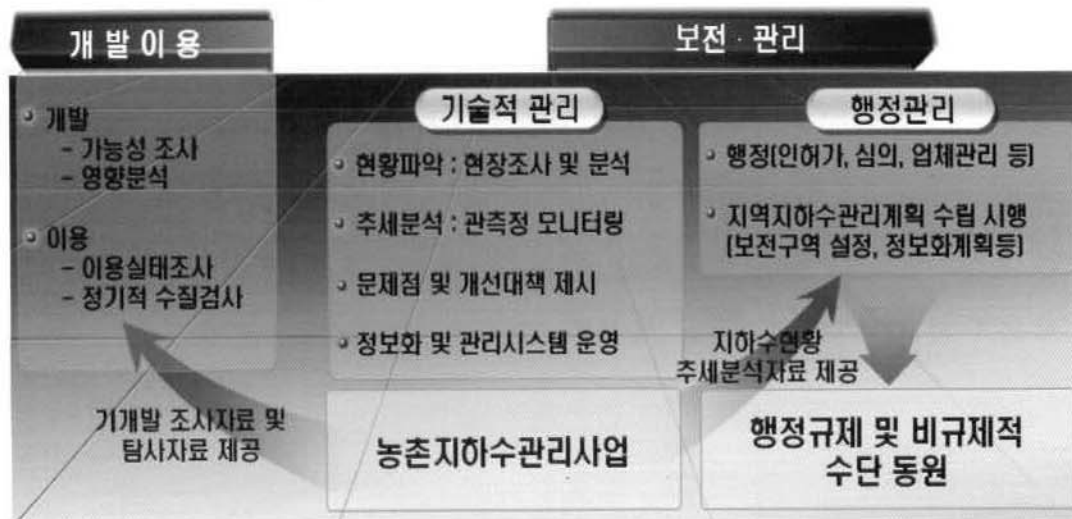 개발이용
보전·관리
개발
- 가능성 조사
- 영향분석
이용
- 이용실태조사
- 정기적 수질검사
기개발 조사자료 및
탐사자료 제공
기술적 관리
현황파악 : 현장조사 및 분석
추세분석 : 관측정 모니터링
문제점 및 개선대책 제시
정보화 및 관리시스템 운영
농촌지하수관리사업
행정관리
행정(인허가, 심의, 업체관리 등)
지역지하수관리계획 수립 시행
(보전구역 설정, 정보화계획등)
지하수현황
추세분석자료 제공
행정규제 및 비규제적
수단 동원